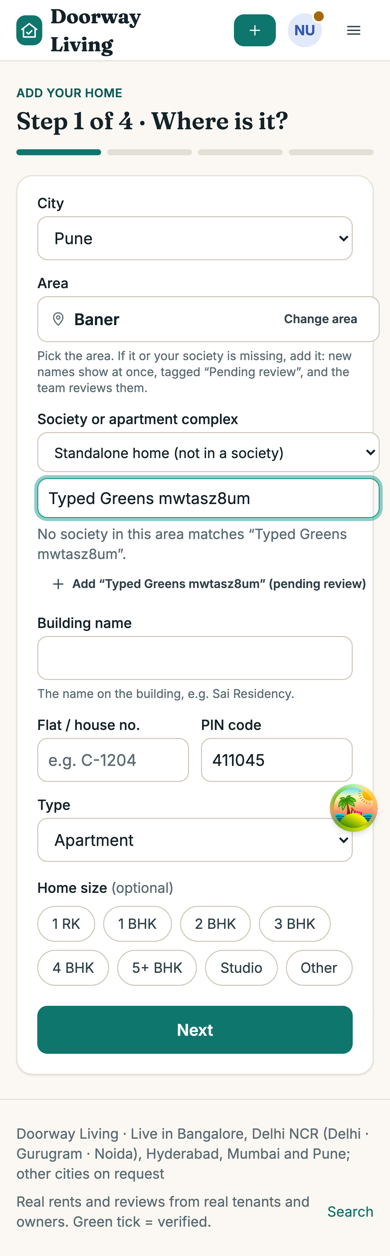 Doorway
Living
NU
ADD YOUR HOME
Step 1 of 4 · Where is it?
City
Pune
Area
Baner
Change area
Pick the area. If it or your society is missing, add it: new
names show at once, tagged “Pending review”, and the
team reviews them.
Society or apartment complex
Standalone home (not in a society)
Typed Greens mwtasz8um
No society in this area matches “Typed Greens
mwtasz8um”.
+ Add “Typed Greens mwtasz8um” (pending review)
Building name
The name on the building, e.g. Sai Residency.
Flat / house no.
PIN code
e.g. C-1204
411045
Type
Apartment
Home size (optional)
1 RK
1 BHK
2 BHK
3 BHK
4 BHK
5+ BHK
Studio
Other
Next
Doorway Living · Live in Bangalore, Delhi NCR (Delhi ·
Gurugram · Noida), Hyderabad, Mumbai and Pune;
other cities on request
Real rents and reviews from real tenants and
owners. Green tick = verified.
Search